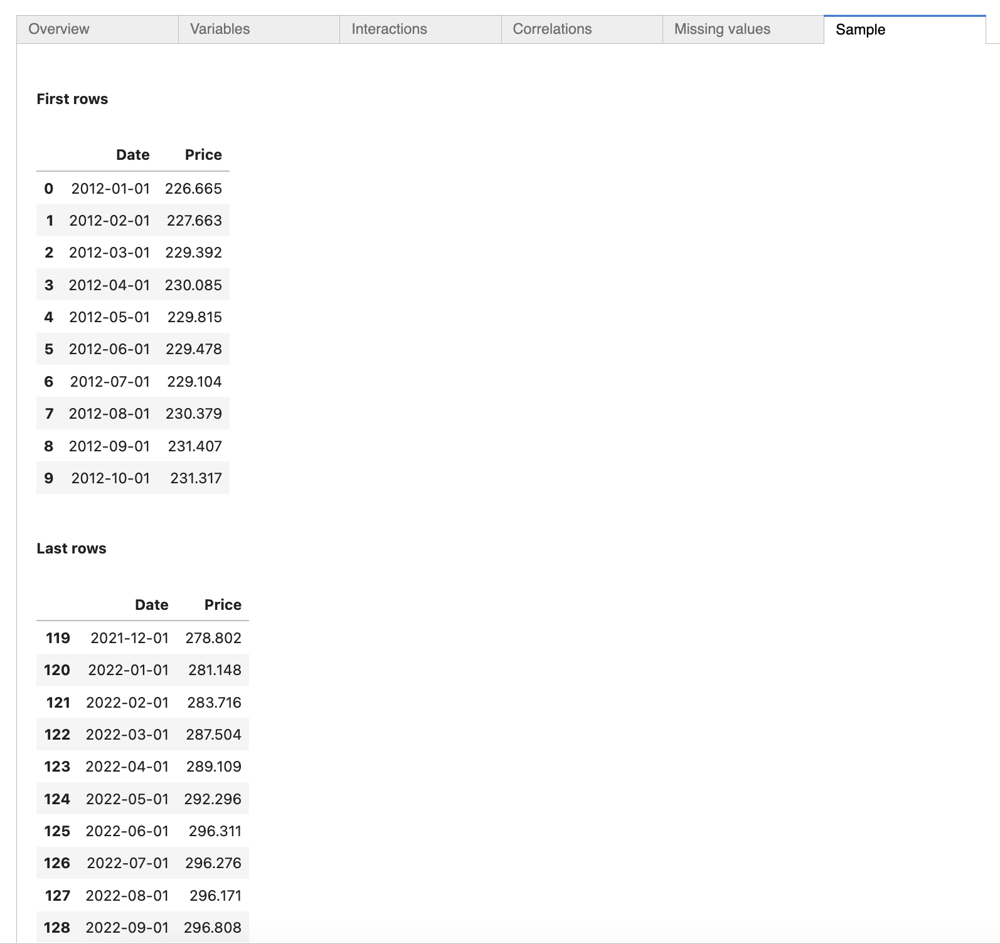 Overview Variables Interactions Correlations Missing values Sample
First rows
Date Price
0 2012-01-01 226.665
1 2012-02-01 227.663
2 2012-03-01 229.392
3 2012-04-01 230.085
4 2012-05-01 229.815
5 2012-06-01 229.478
6 2012-07-01 229.104
7 2012-08-01 230.379
8 2012-09-01 231.407
9 2012-10-01 231.317
Last rows
Date Price
119 2021-12-01 278.802
120 2022-01-01 281.148
121 2022-02-01 283.716
122 2022-03-01 287.504
123 2022-04-01 289.109
124 2022-05-01 292.296
125 2022-06-01 296.311
126 2022-07-01 296.276
127 2022-08-01 296.171
128 2022-09-01 296.808